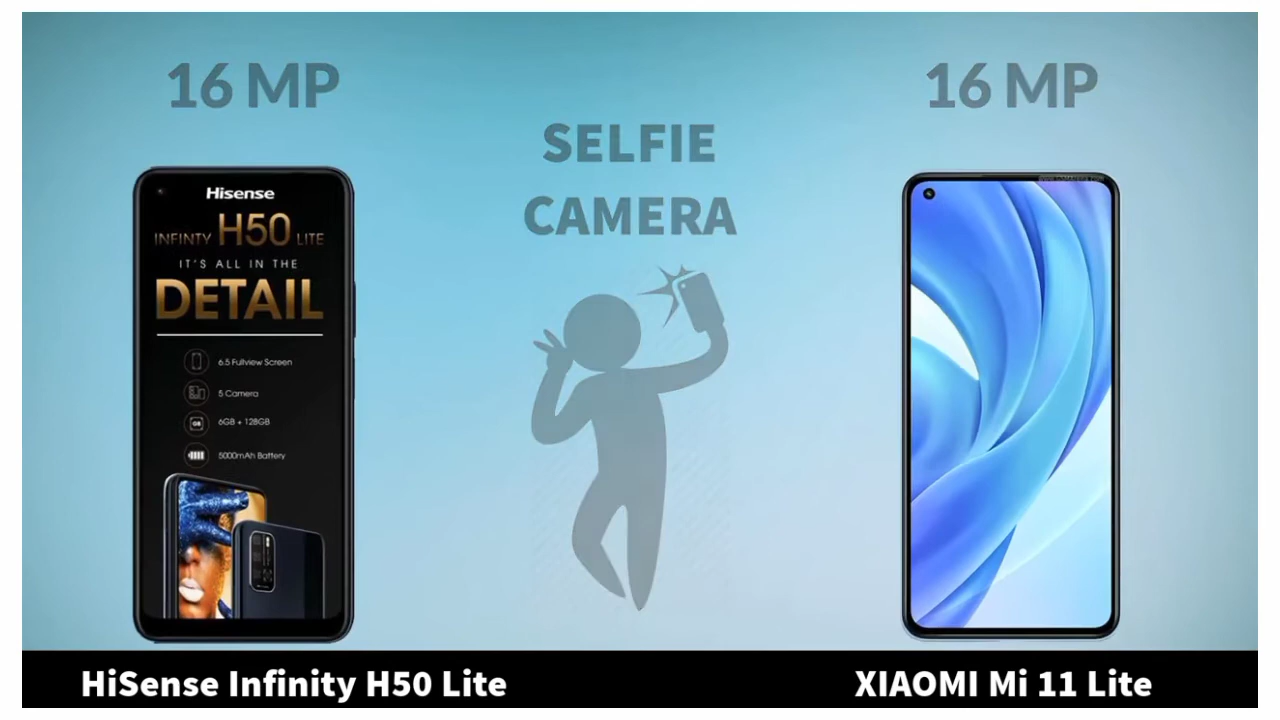 16 MP
16 MP
SELFIE
CAMERA
Hisense
INFINTY H50 LITE
IT'S ALL IN THE
DETAIL
6.5 Fullview Screen
5 Camera
6GB + 128GB
5000mAh Battery
HiSense Infinity H50 Lite
XIAOMI Mi 11 Lite